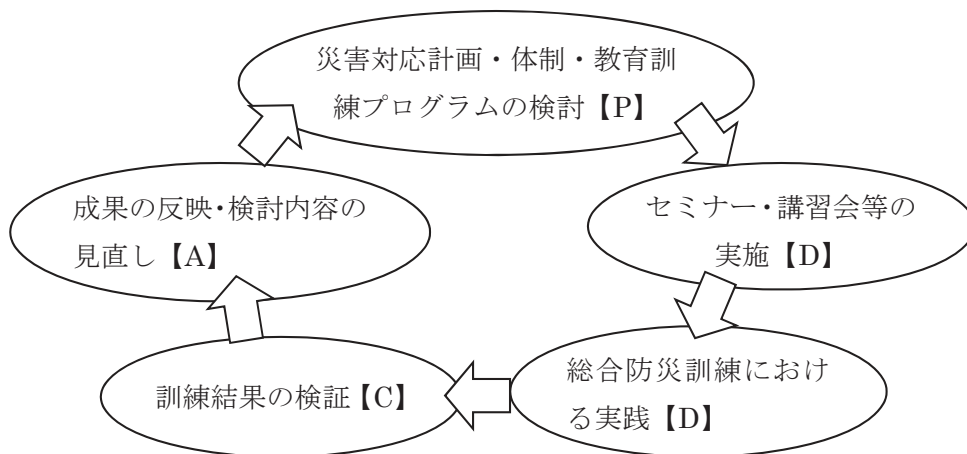 災害対応計画・体制・教育訓
練プログラムの検討【P】
セミナー・講習会等の
実施【D】
総合防災訓練におけ
る実践【D】
訓練結果の検証【C】
成果の反映・検討内容の
見直し【A】